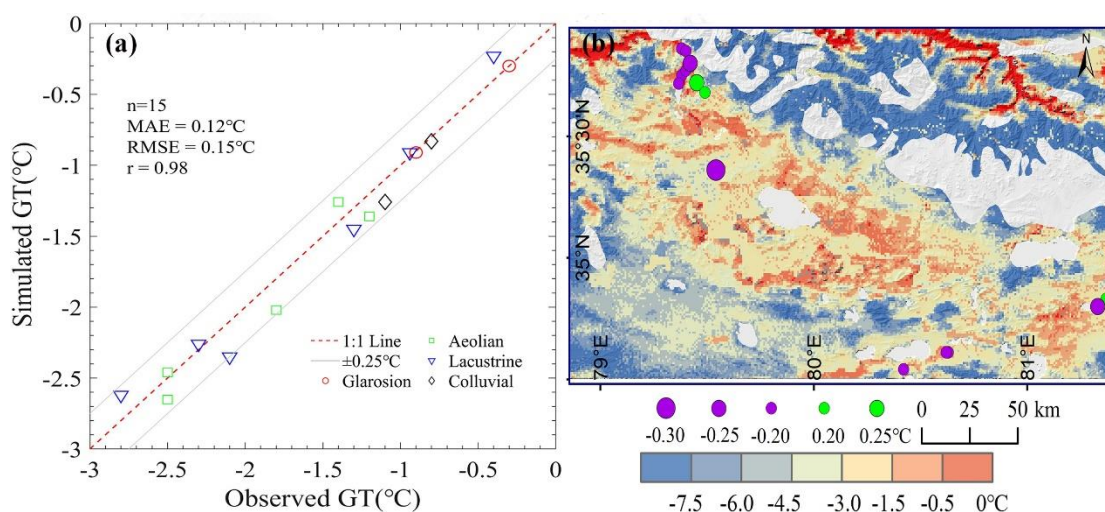 (a)
n=15
MAE = 0.12℃
RMSE = 0.15℃
r = 0.98
1:1 Line
±0.25℃
Glarosion
Aeolian
Lacustrine
Colluvial
0
-0.5
-1
-1.5
-2
-2.5
-3
Simulated GT(℃)
-3
-2.5
-2
-1.5
-1
-0.5
0
Observed GT(℃)
(b)
N
35°30'N
35°N
79°E
80°E
81°E
0 25 50 km
-0.30 -0.25 -0.20 0.20 0.25℃
-7.5 -6.0 -4.5 -3.0 -1.5 -0.5 0℃